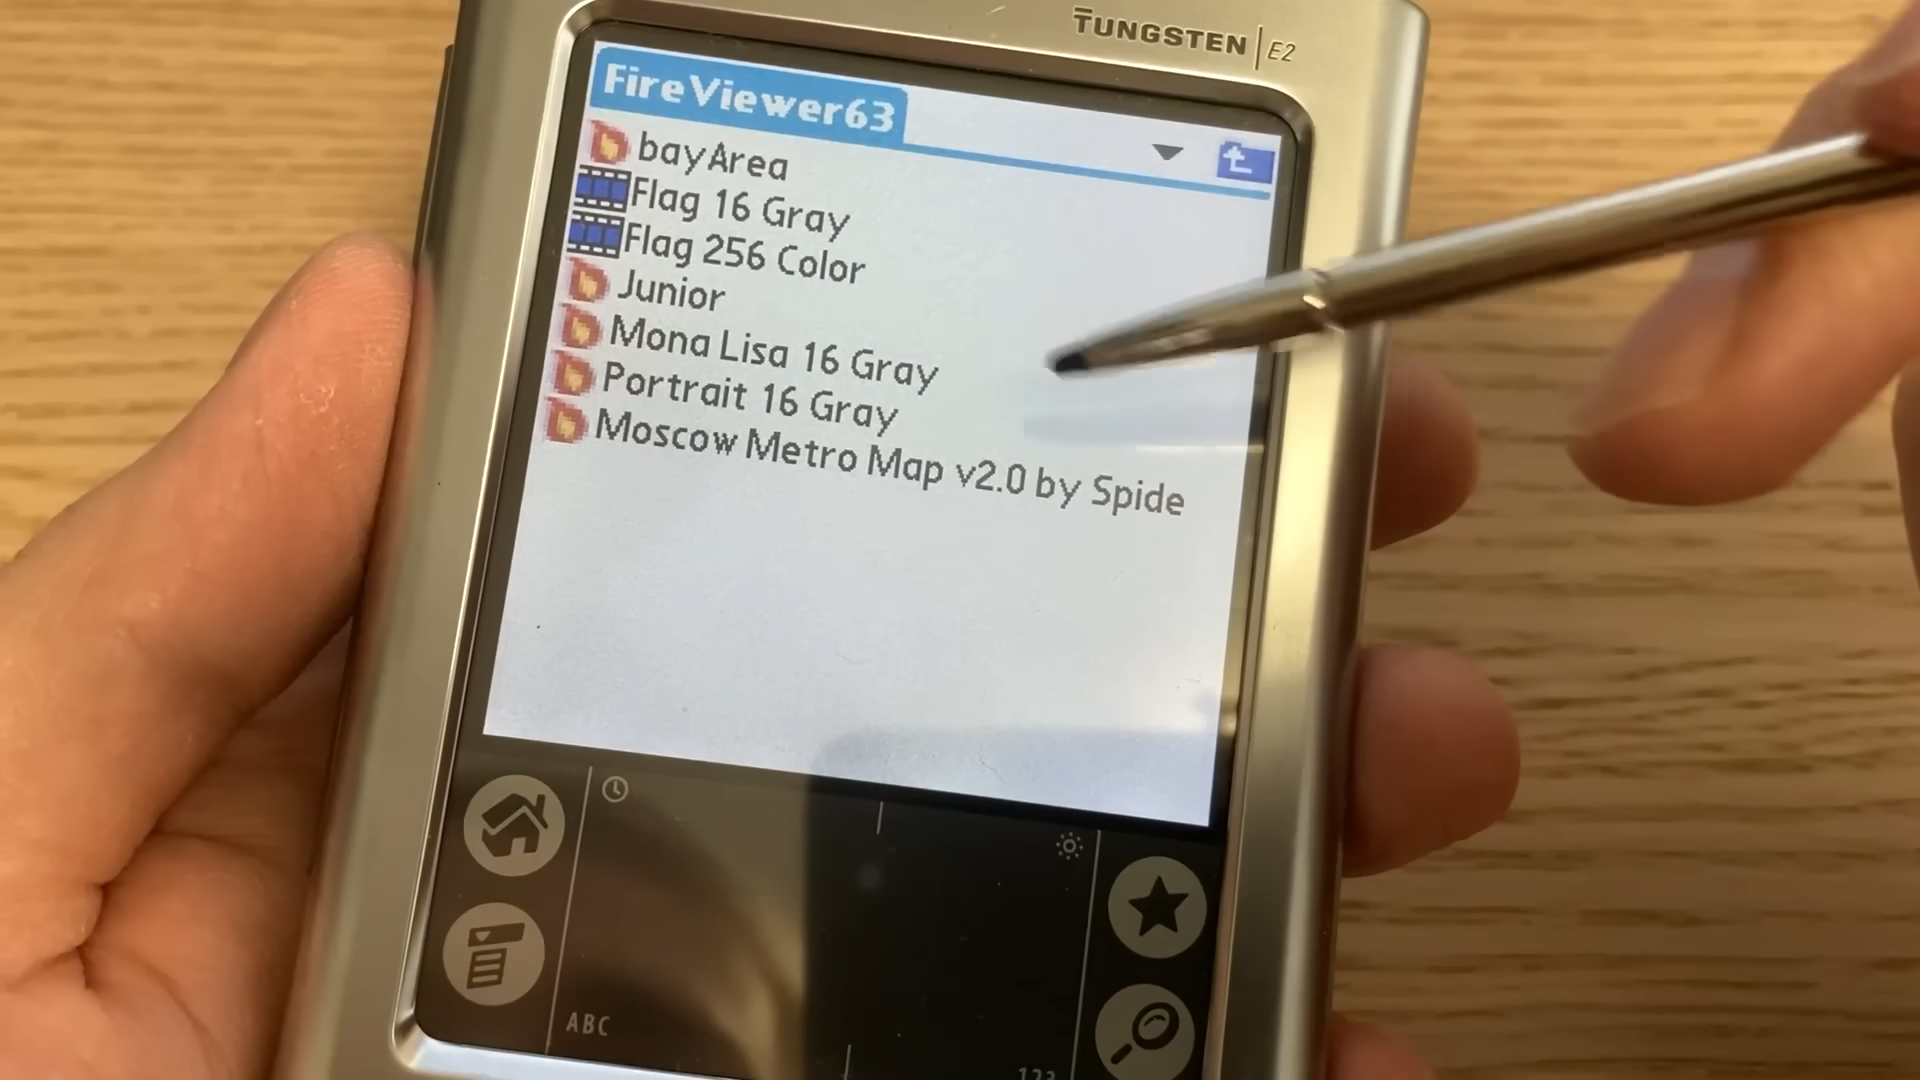 TUNGSTEN | E2
FireViewer63
bayArea
Flag 16 Gray
Flag 256 Color
Junior
Mona Lisa 16 Gray
Portrait 16 Gray
Moscow Metro Map v2.0 by Spide
ABC
123